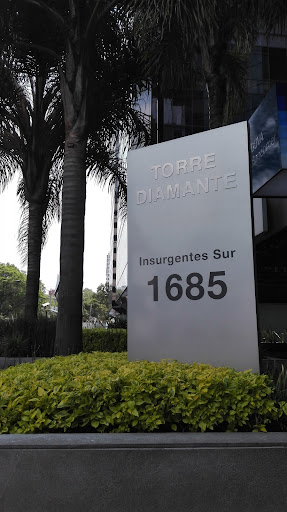 TORRE
DIAMANTE
Insurgentes Sur
1685